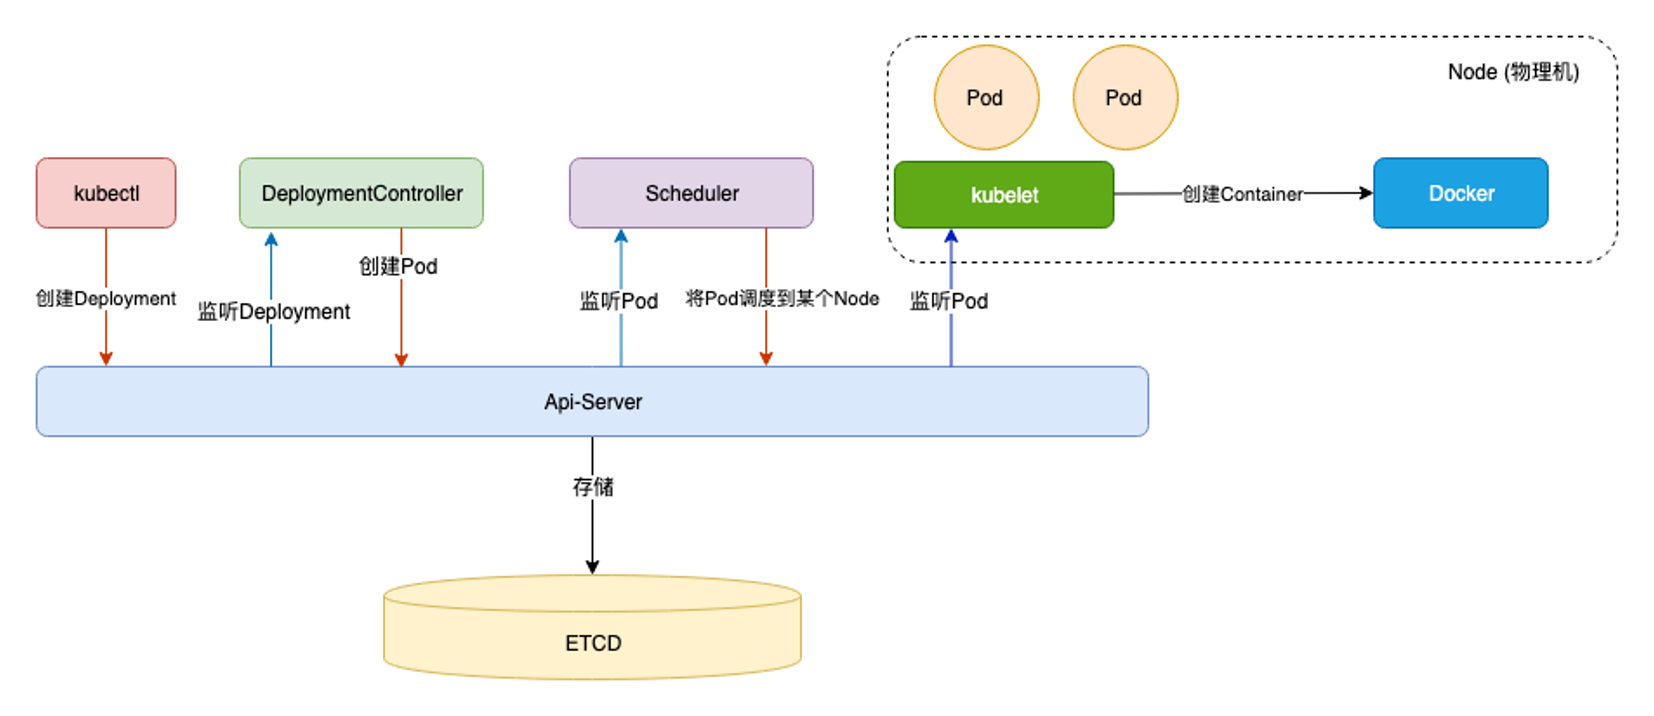 Pod
Pod
Node (物理机)
kubectl
DeploymentController
Scheduler
kubelet
创建Container
Docker
创建Deployment
监听Deployment
创建Pod
监听Pod
将Pod调度到某个Node
监听Pod
Api-Server
存储
ETCD